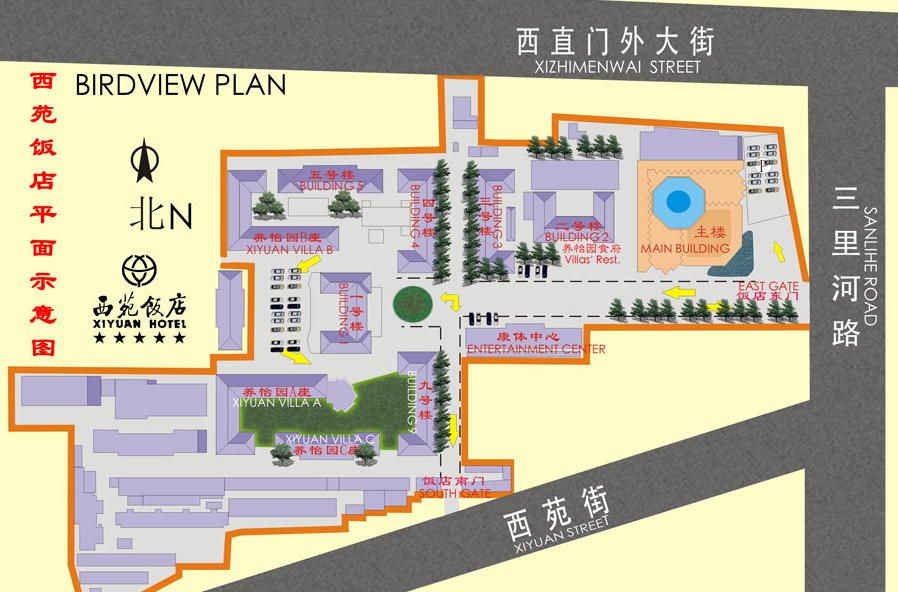 西直门外大街
XIZHIMENWAI STREET
西苑饭店平面示意图
BIRDVIEW PLAN
北N
西苑饭店
XIYUAN HOTEL
五号楼
BUILDING 5
养怡园B座
XIYUAN VILLA B
四号楼
BUILDING 4
三号楼
BUILDING 3
二号楼
BUILDING 2
养怡园食府
Villas' Rest.
主楼
MAIN BUILDING
三里河路
SANLIHE ROAD
一号楼
BUILDING 1
EAST GATE
饭店东门
康体中心
ENTERTAINMENT CENTER
养怡园A座
XIYUAN VILLA A
九号楼
BUILDING 9
XIYUAN VILLA C
养怡园C座
饭店南门
SOUTH GATE
西苑街
XIYUAN STREET